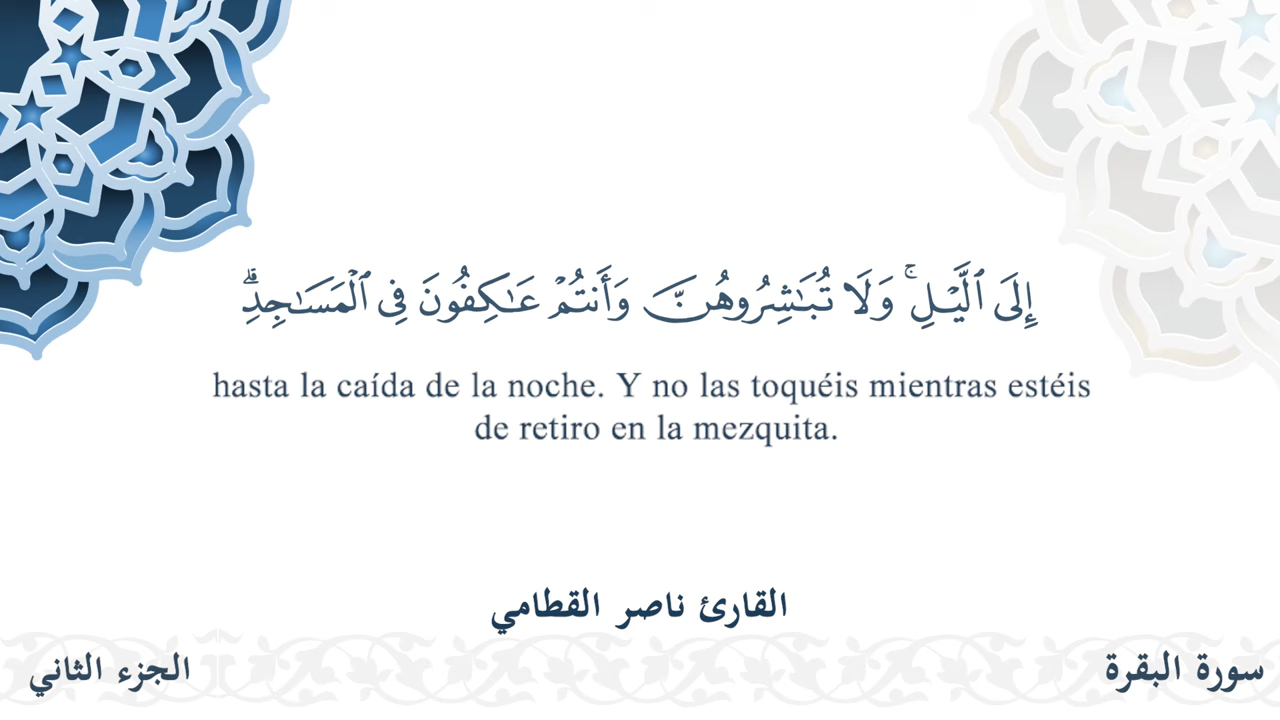 إِلَى ٱلَّيْلِ ۚ وَلَا تُبَـٰشِرُوهُنَّ وَأَنتُمْ عَـٰكِفُونَ فِى ٱلْمَسَـٰجِدِ ۗ
hasta la caída de la noche. Y no las toquéis mientras estéis
de retiro en la mezquita.
القارئ ناصر القطامي
سورة البقرة
الجزء الثاني